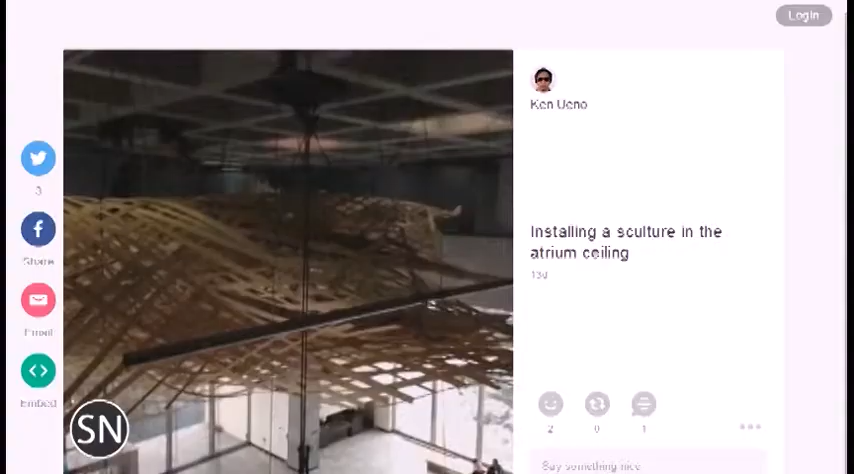 Login
Ken Ueno
3
Share
Installing a sculture in the
atrium ceiling
13d
Email
Embed
2 0 1
SN
Say something nice